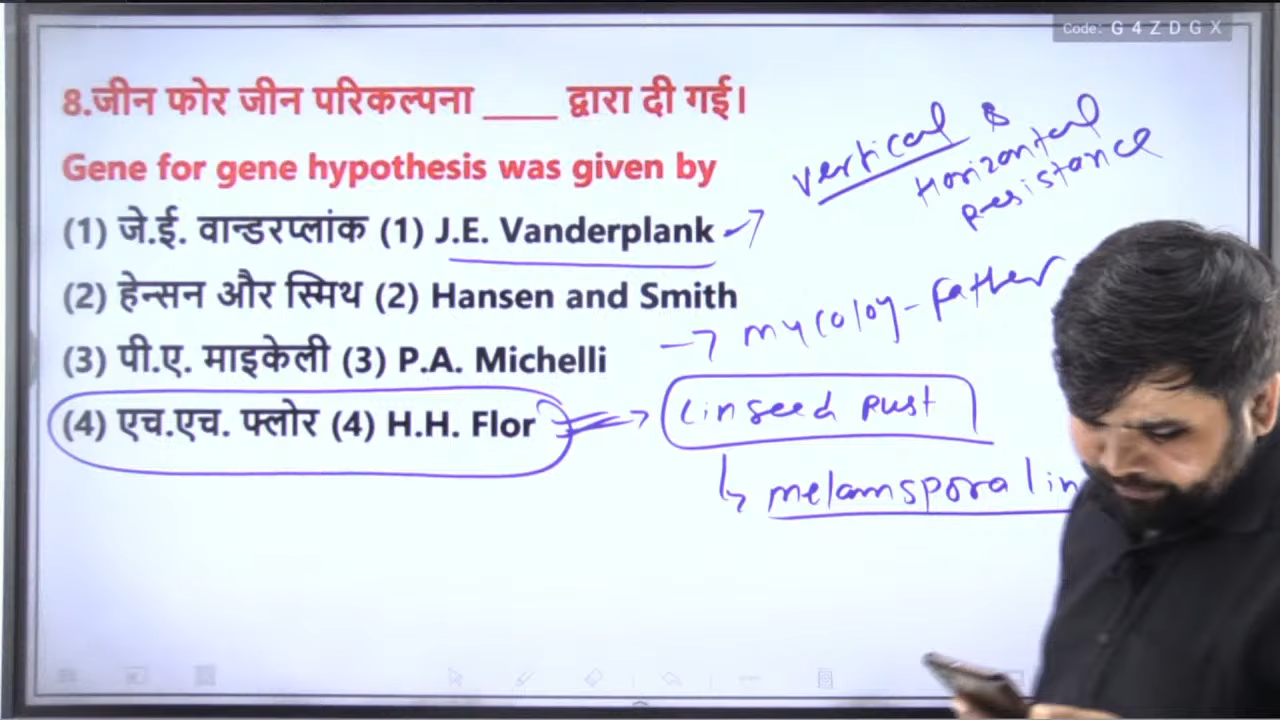 Code: G 4 Z D G X
8.जीन फोर जीन परिकल्पना ____ द्वारा दी गई।
Gene for gene hypothesis was given by
(1) जे.ई. वान्डरप्लांक (1) J.E. Vanderplank
vertical &
Horizontal
resistance
(2) हेन्सन और स्मिथ (2) Hansen and Smith
(3) पी.ए. माइकेली (3) P.A. Michelli
mycoloy - Father
(4) एच.एच. फ्लोर (4) H.H. Flor
Linseed Rust
melamspora lin